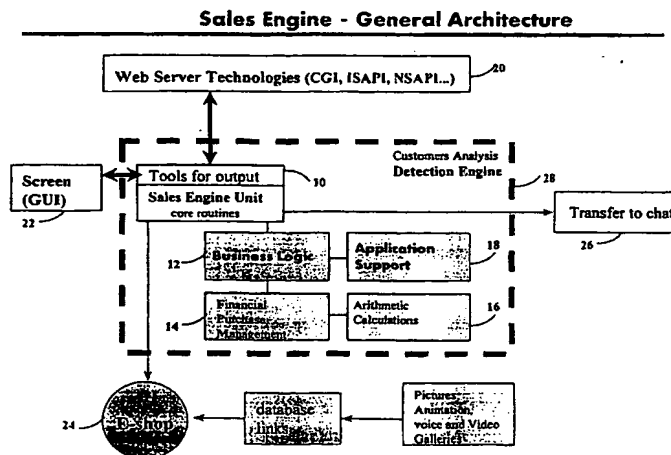 Sales Engine - General Architecture
Web Server Technologies (CGI, ISAPI, NSAPI...)
20
Tools for output
10
Customers Analysis
Detection Engine
28
Screen
(GUI)
22
Sales Engine Unit
core routines
Transfer to chat
26
12
Business Logic
Application
Support
18
14
Financial
Purchase
Management
Arithmetic
Calculations
16
24
E-shop
database
links
Pictures
Animation,
voice and Video
Galleries